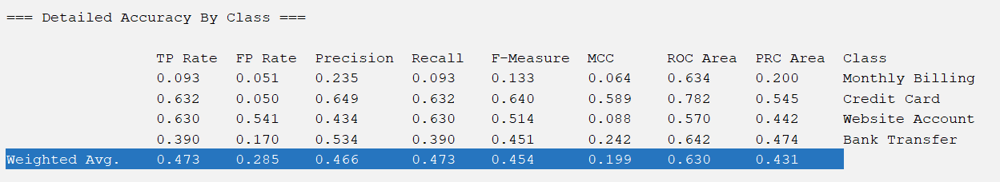 === Detailed Accuracy By Class ===
TP Rate FP Rate Precision Recall F-Measure MCC ROC Area PRC Area Class
0.093 0.051 0.235 0.093 0.133 0.064 0.634 0.200 Monthly Billing
0.632 0.050 0.649 0.632 0.640 0.589 0.782 0.545 Credit Card
0.630 0.541 0.434 0.630 0.514 0.088 0.570 0.442 Website Account
0.390 0.170 0.534 0.390 0.451 0.242 0.642 0.474 Bank Transfer
Weighted Avg. 0.473 0.285 0.466 0.473 0.454 0.199 0.630 0.431